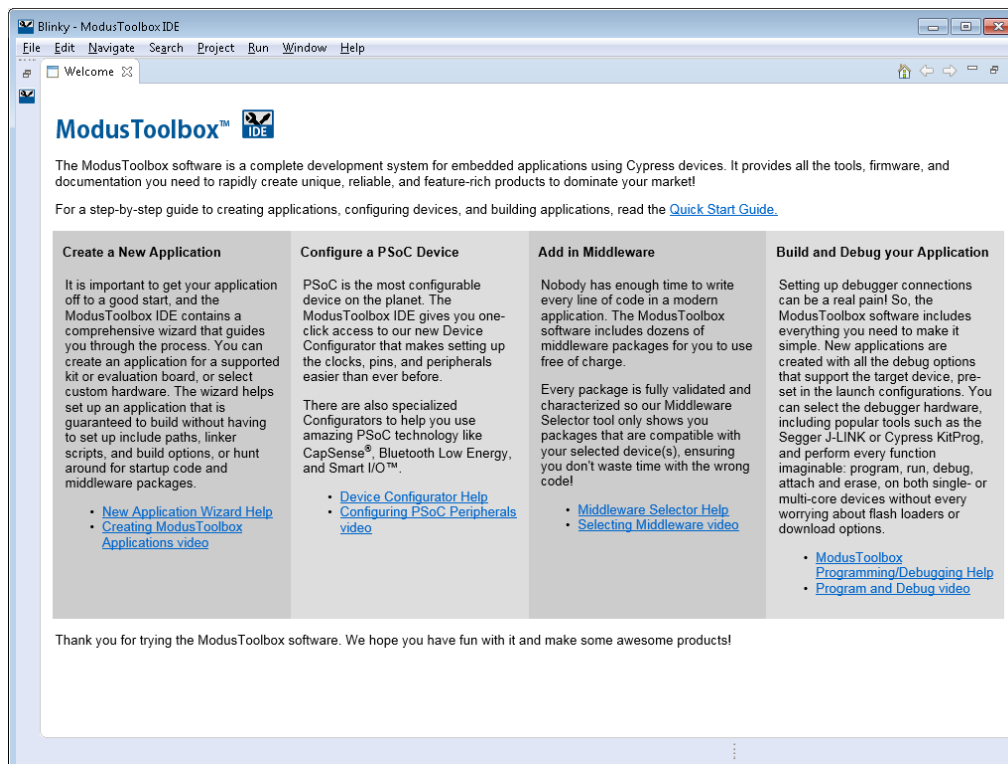 Blinky - ModusToolbox IDE
File Edit Navigate Search Project Run Window Help
Welcome
ModusToolbox™ IDE
The ModusToolbox software is a complete development system for embedded applications using Cypress devices. It provides all the tools, firmware, and
documentation you need to rapidly create unique, reliable, and feature-rich products to dominate your market!
For a step-by-step guide to creating applications, configuring devices, and building applications, read the Quick Start Guide.
Create a New Application
It is important to get your application
off to a good start, and the
ModusToolbox IDE contains a
comprehensive wizard that guides
you through the process. You can
create an application for a supported
kit or evaluation board, or select
custom hardware. The wizard helps
set up an application that is
guaranteed to build without having
to set up include paths, linker
scripts, and build options, or hunt
around for startup code and
middleware packages.
• New Application Wizard Help
• Creating ModusToolbox
Applications video
Configure a PSoC Device
PSoC is the most configurable
device on the planet. The
ModusToolbox IDE gives you one-
click access to our new Device
Configurator that makes setting up
the clocks, pins, and peripherals
easier than ever before.
There are also specialized
Configurators to help you use
amazing PSoC technology like
CapSense®, Bluetooth Low Energy,
and Smart I/O™.
• Device Configurator Help
• Configuring PSoC Peripherals
video
Add in Middleware
Nobody has enough time to write
every line of code in a modern
application. The ModusToolbox
software includes dozens of
middleware packages for you to use
free of charge.
Every package is fully validated and
characterized so our Middleware
Selector tool only shows you
packages that are compatible with
your selected device(s), ensuring
you don't waste time with the wrong
code!
• Middleware Selector Help
• Selecting Middleware video
Build and Debug your Application
Setting up debugger connections
can be a real pain! So, the
ModusToolbox software includes
everything you need to make it
simple. New applications are
created with all the debug options
that support the target device, pre-
set in the launch configurations. You
can select the debugger hardware,
including popular tools such as the
Segger J-LINK or Cypress KitProg,
and perform every function
imaginable: program, run, debug,
attach and erase, on both single- or
multi-core devices without every
worrying about flash loaders or
download options.
• ModusToolbox
Programming/Debugging Help
• Program and Debug video
Thank you for trying the ModusToolbox software. We hope you have fun with it and make some awesome products!